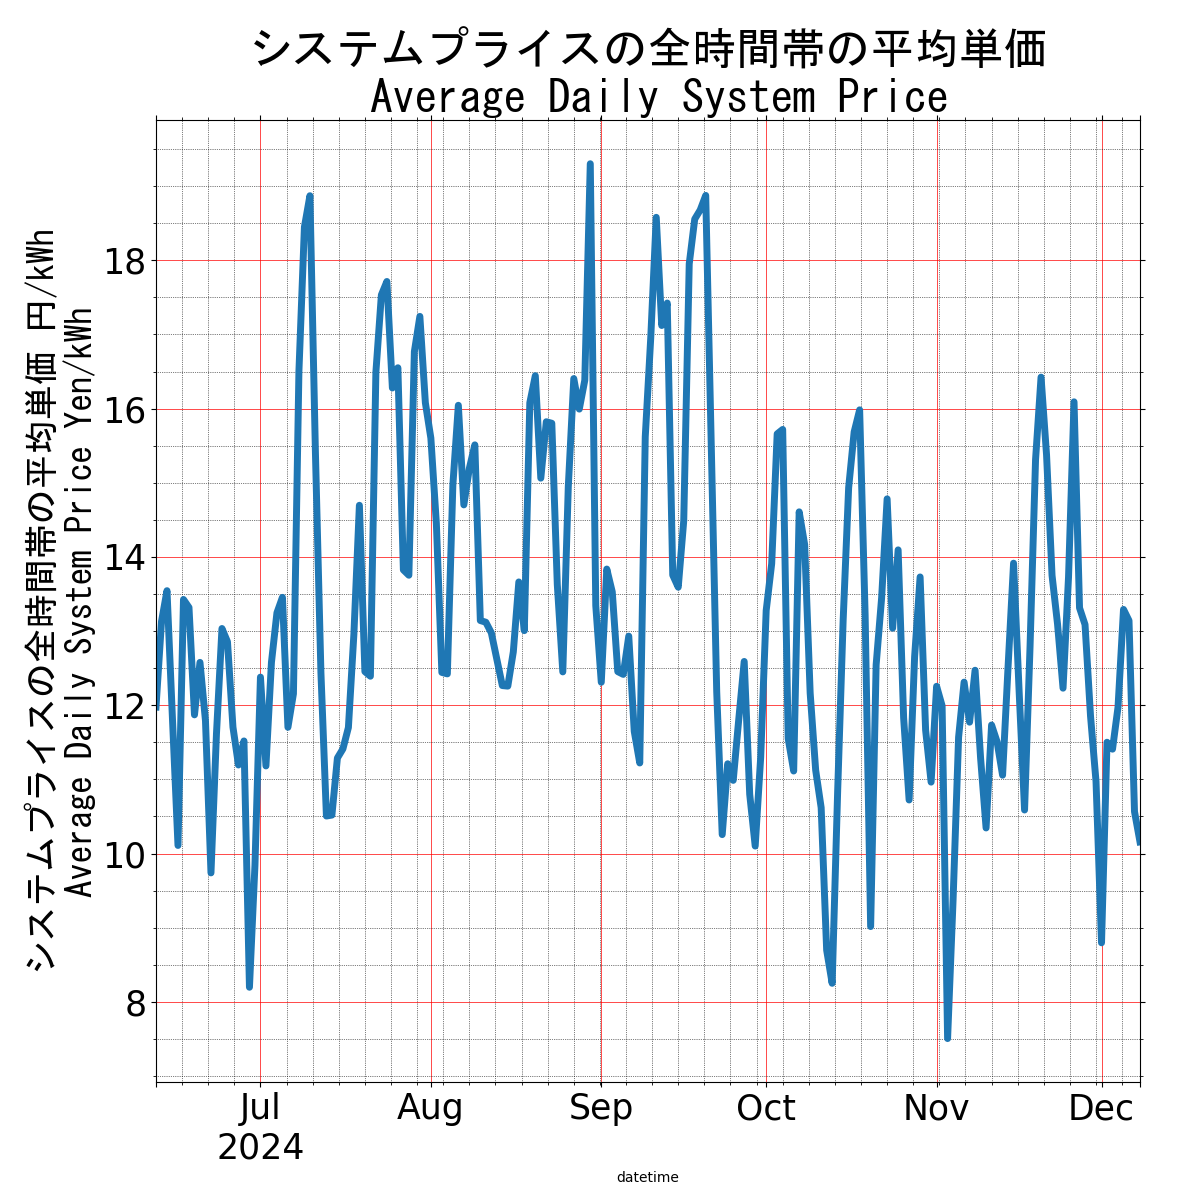 システムプライスの全時間帯の平均単価
Average Daily System Price
システムプライスの全時間帯の平均単価 円/kWh
Average Daily System Price Yen/kWh
18
16
14
12
10
8
Jul
2024
Aug
Sep
Oct
Nov
Dec
datetime